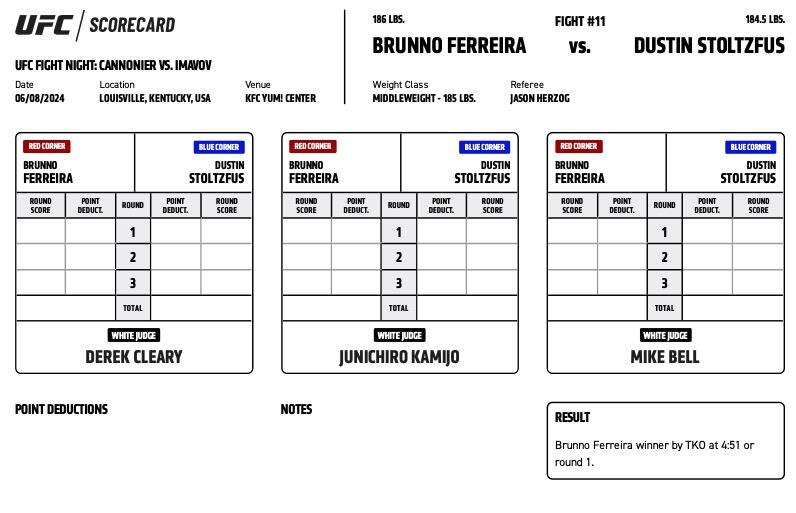 UFC SCORECARD
UFC FIGHT NIGHT: CANNONIER VS. IMAVOV
Date Location Venue
06/08/2024 LOUISVILLE, KENTUCKY, USA KFC YUM! CENTER
186 LBS. FIGHT #11 184.5 LBS.
BRUNNO FERREIRA VS. DUSTIN STOLTZFUS
Weight Class Referee
MIDDLEWEIGHT - 185 LBS. JASON HERZOG
RED CORNER BLUE CORNER
BRUNNO DUSTIN
FERREIRA STOLTZFUS
ROUND POINT ROUND POINT ROUND
SCORE DEDUCT. DEDUCT. SCORE
1
2
3
TOTAL
WHITE JUDGE
DEREK CLEARY
RED CORNER BLUE CORNER
BRUNNO DUSTIN
FERREIRA STOLTZFUS
ROUND POINT ROUND POINT ROUND
SCORE DEDUCT. DEDUCT. SCORE
1
2
3
TOTAL
WHITE JUDGE
JUNICHIRO KAMIJO
RED CORNER BLUE CORNER
BRUNNO DUSTIN
FERREIRA STOLTZFUS
ROUND POINT ROUND POINT ROUND
SCORE DEDUCT. DEDUCT. SCORE
1
2
3
TOTAL
WHITE JUDGE
MIKE BELL
POINT DEDUCTIONS
NOTES
RESULT
Brunno Ferreira winner by TKO at 4:51 or
round 1.